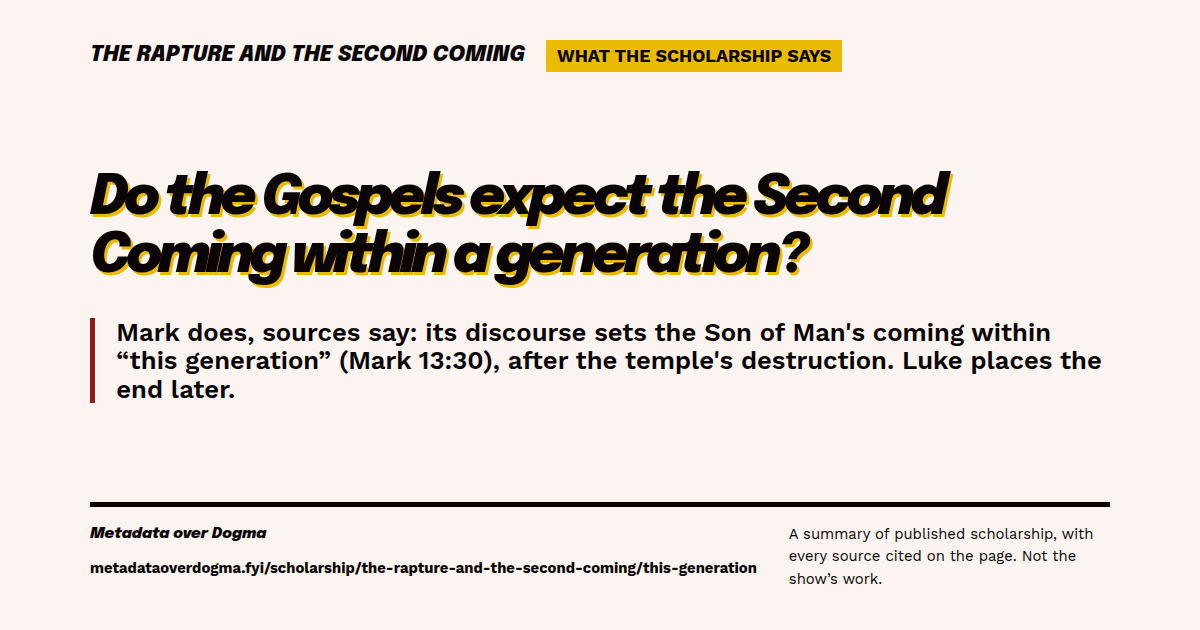 THE RAPTURE AND THE SECOND COMING
WHAT THE SCHOLARSHIP SAYS
Do the Gospels expect the Second
Coming within a generation?
Mark does, sources say: its discourse sets the Son of Man's coming within
“this generation” (Mark 13:30), after the temple's destruction. Luke places the
end later.
Metadata over Dogma
metadataoverdogma.fyi/scholarship/the-rapture-and-the-second-coming/this-generation
A summary of published scholarship, with
every source cited on the page. Not the
show’s work.